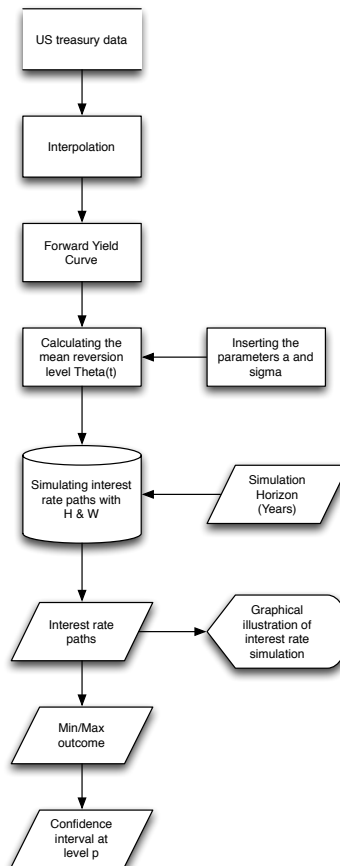 US treasury data
Interpolation
Forward Yield
Curve
Calculating the
mean reversion
level Theta(t)
Inserting the
parameters a and
sigma
Simulating interest
rate paths with
H & W
Simulation
Horizon
(Years)
Interest rate
paths
Graphical
illustration of
interest rate
simulation
Min/Max
outcome
Confidence
interval at
level p